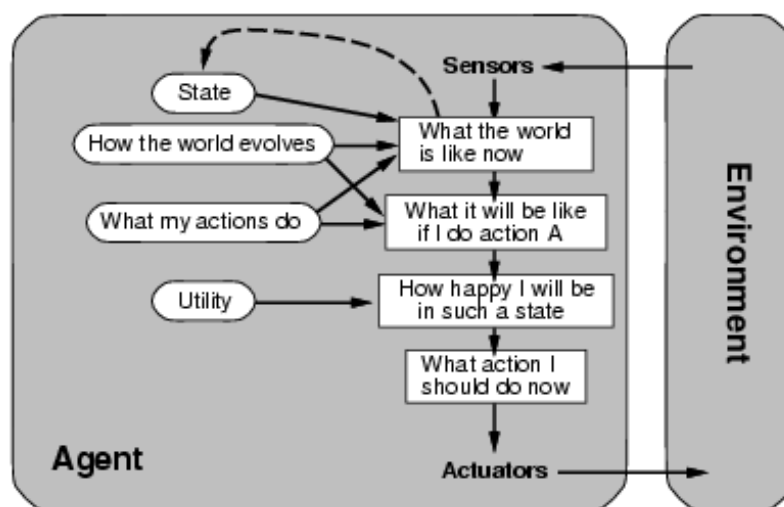 Sensors
State
What the world
is like now
How the world evolves
What it will be like
if I do action A
What my actions do
How happy I will be
in such a state
Utility
What action I
should do now
Agent
Actuators
Environment